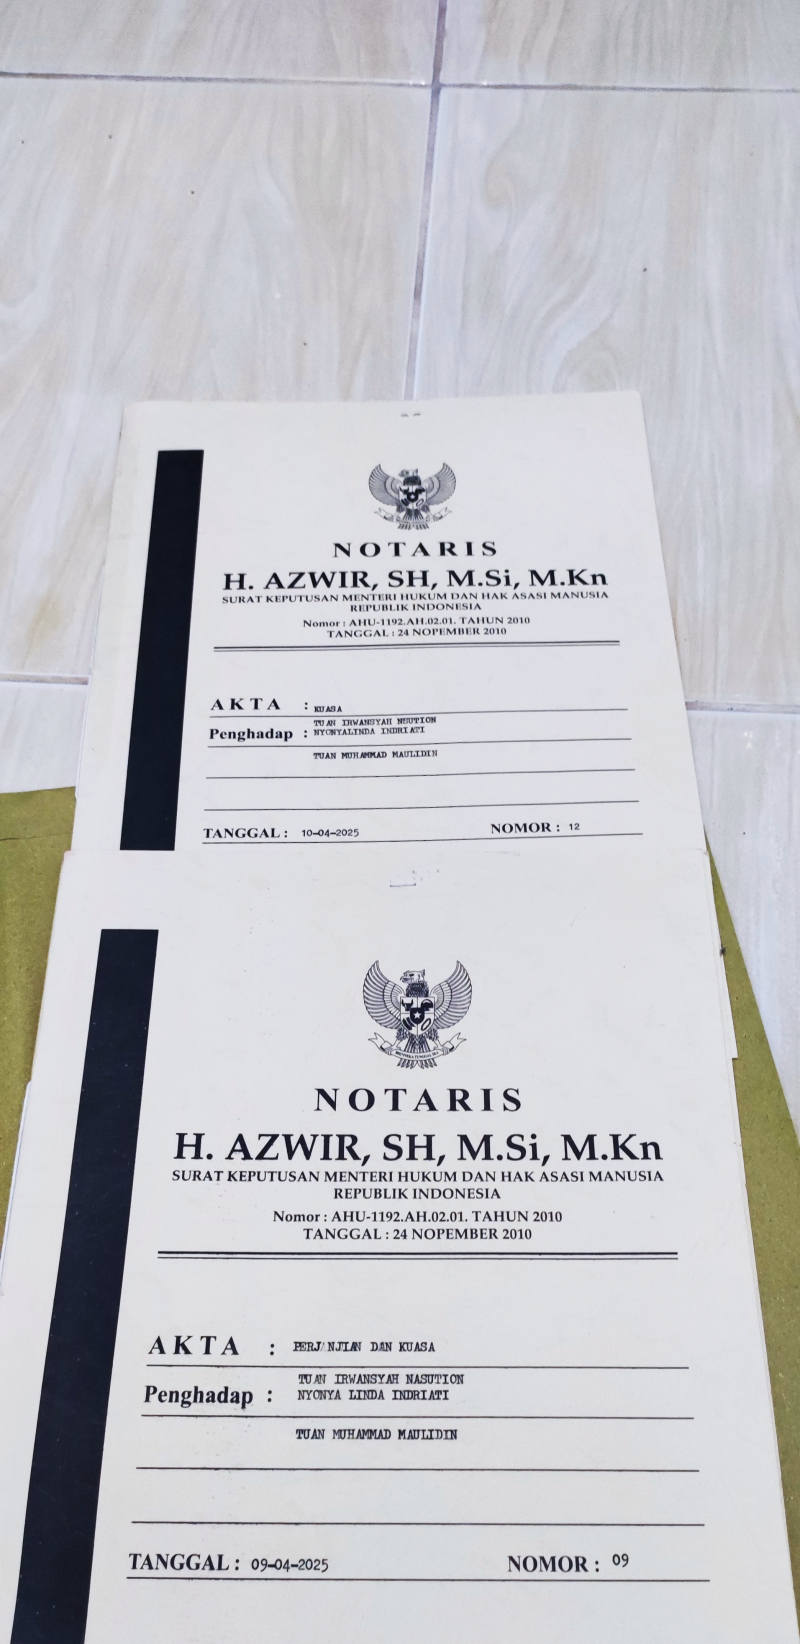 NOTARIS
H. AZWIR, SH, M.Si, M.Kn
SURAT KEPUTUSAN MENTERI HUKUM DAN HAK ASASI MANUSIA
REPUBLIK INDONESIA
Nomor : AHU-1192.AH.02.01. TAHUN 2010
TANGGAL : 24 NOPEMBER 2010
AKTA : KUASA
TUAN IRWANSYAH NSUTION
Penghadap : NYONYALINDA INDRIATI
TUAN MUHAMMAD MAULIDIN
TANGGAL : 10-04-2025 NOMOR : 12
NOTARIS
H. AZWIR, SH, M.Si, M.Kn
SURAT KEPUTUSAN MENTERI HUKUM DAN HAK ASASI MANUSIA
REPUBLIK INDONESIA
Nomor : AHU-1192.AH.02.01. TAHUN 2010
TANGGAL : 24 NOPEMBER 2010
AKTA : PERJANJIAN DAN KUASA
TUAN IRWANSYAH NASUTION
Penghadap : NYONYA LINDA INDRIATI
TUAN MUHAMMAD MAULIDIN
TANGGAL : 09-04-2025 NOMOR : 09